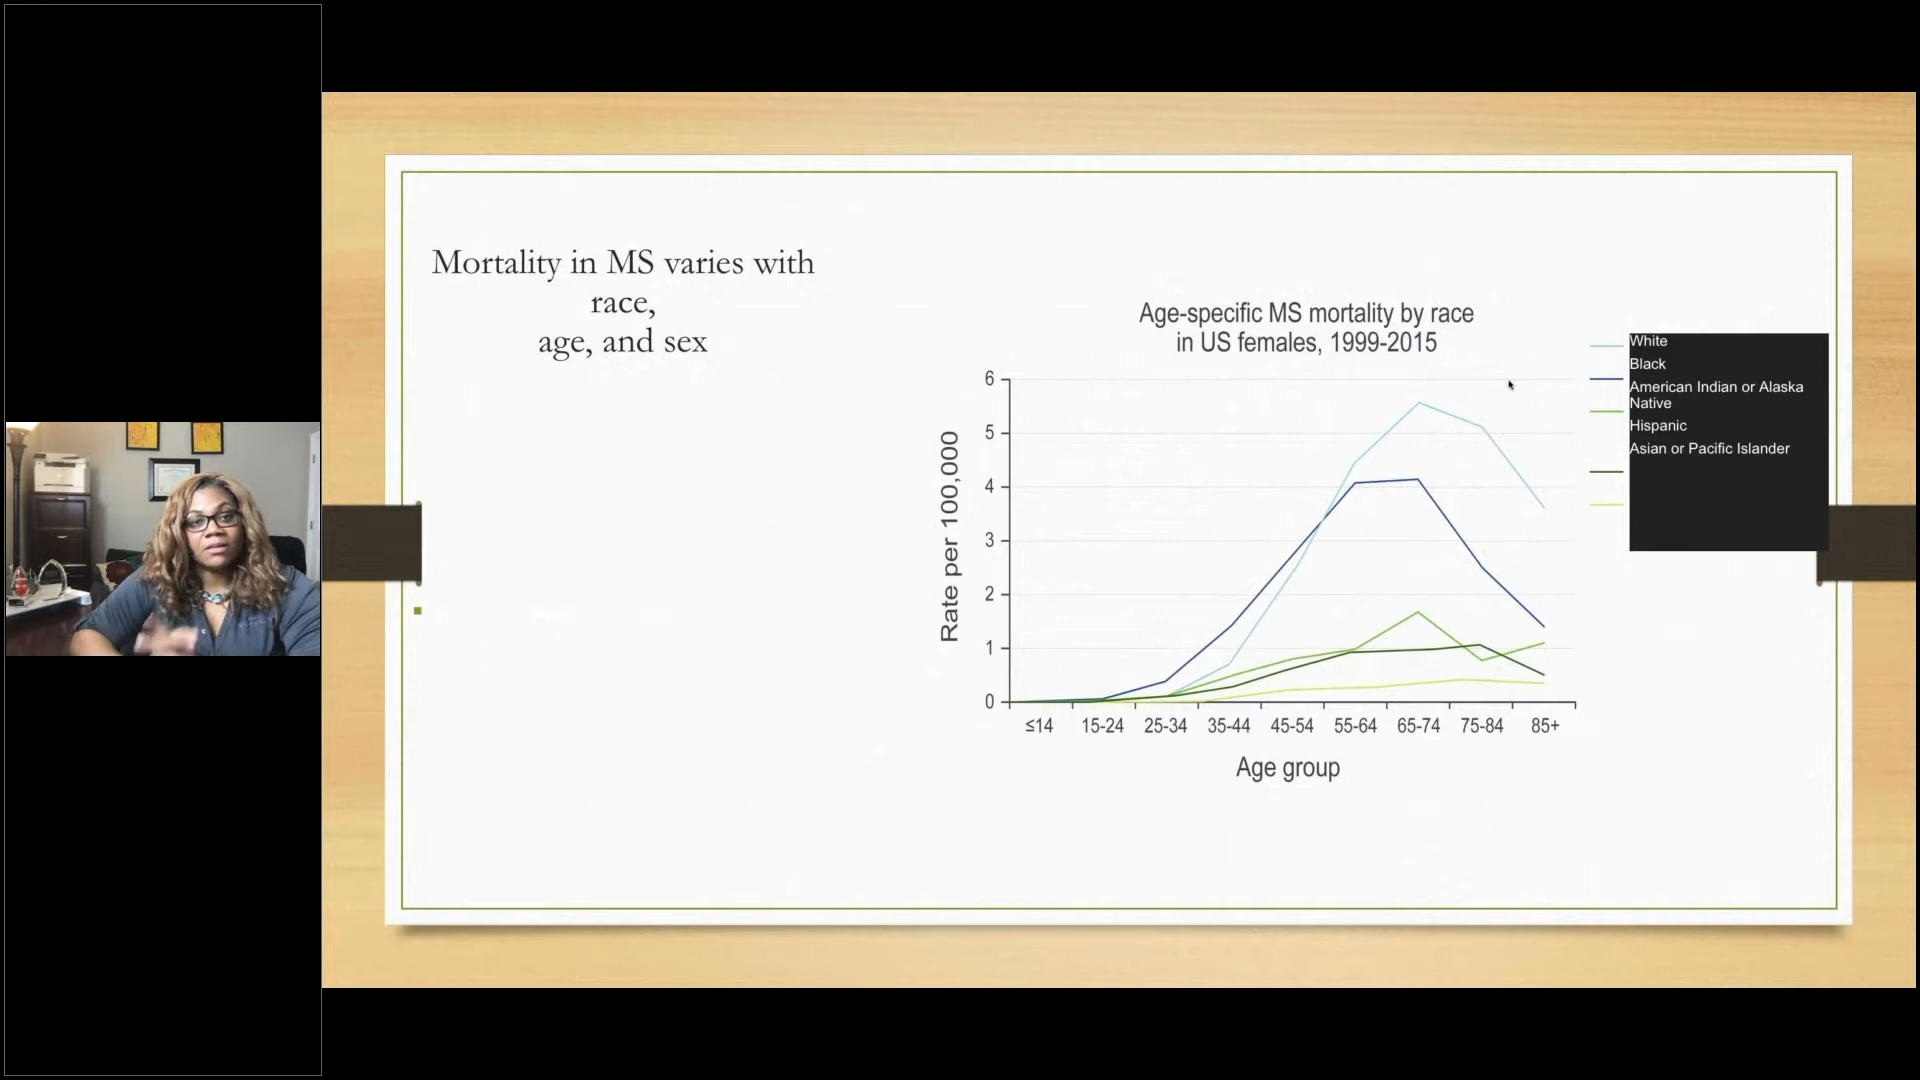 Mortality in MS varies with
race,
age, and sex
Age-specific MS mortality by race
in US females, 1999-2015
Rate per 100,000
6
5
4
3
2
1
0
≤14 15-24 25-34 35-44 45-54 55-64 65-74 75-84 85+
Age group
White
Black
American Indian or Alaska
Native
Hispanic
Asian or Pacific Islander